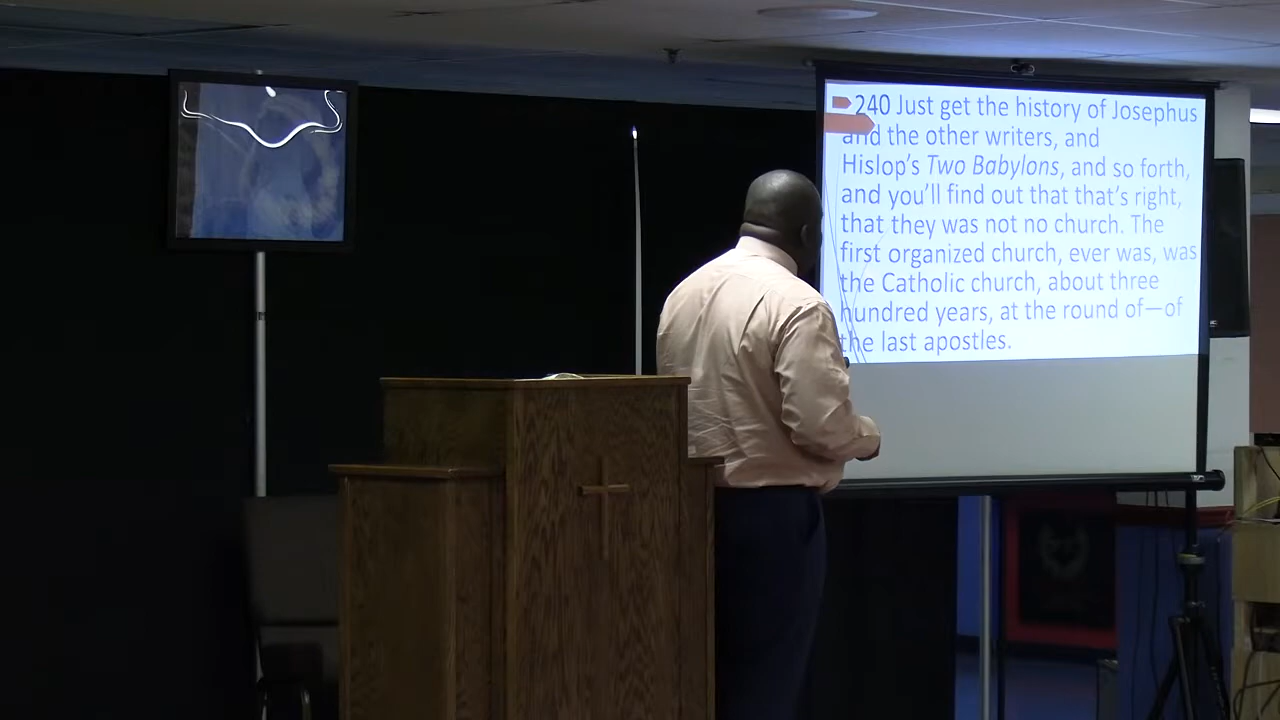 240 Just get the history of Josephus
and the other writers, and
Hislop's Two Babylons, and so forth,
and you'll find out that that's right,
that they was not no church. The
first organized church, ever was, was
the Catholic church, about three
hundred years, at the round of—of
the last apostles.